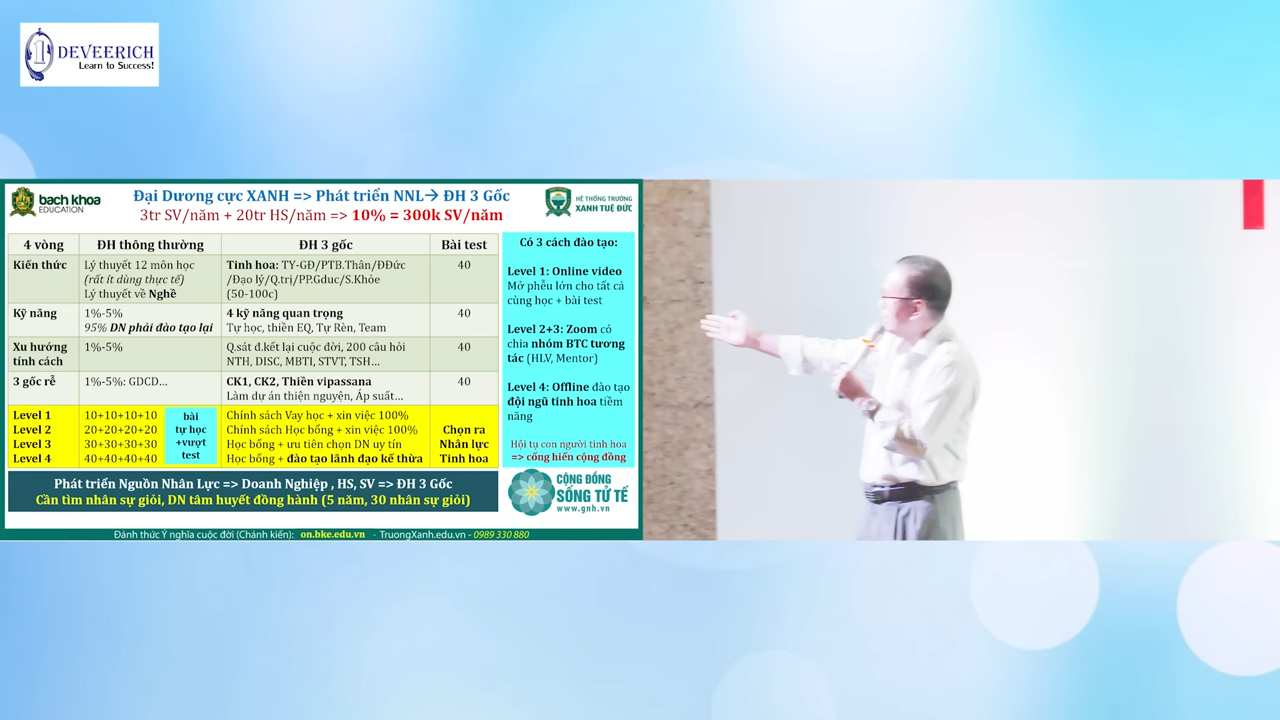 DEVEERICH
Learn to Success!
bach khoa
EDUCATION
Đại Dương cực XANH => Phát triển NNL→ ĐH 3 Gốc
3tr SV/năm + 20tr HS/năm => 10% = 300k SV/năm
HỆ THỐNG TRƯỜNG
XANH TUỆ ĐỨC
4 vòng ĐH thông thường ĐH 3 gốc Bài test
Kiến thức
Lý thuyết 12 môn học
(rất ít dùng thực tế)
Lý thuyết về Nghề
Tinh hoa: TY-GĐ/PTB.Thân/ĐĐức
/Đạo lý/Q.trị/PP.Gduc/S.Khỏe
(50-100c)
40
Kỹ năng
1%-5%
95% DN phải đào tạo lại
4 kỹ năng quan trọng
Tự học, thiền EQ, Tự Rèn, Team
40
Xu hướng
tính cách
1%-5%
Q.sát đ.kết lại cuộc đời, 200 câu hỏi
NTH, DISC, MBTI, STVT, TSH...
40
3 gốc rễ
1%-5%: GDCD...
CK1, CK2, Thiền vipassana
Làm dự án thiện nguyện, Áp suất...
40
Level 1
Level 2
Level 3
Level 4
10+10+10+10
20+20+20+20
30+30+30+30
40+40+40+40
bài
tự học
+vượt
test
Chính sách Vay học + xin việc 100%
Chính sách Học bổng + xin việc 100%
Học bổng + ưu tiên chọn DN uy tín
Học bổng + đào tạo lãnh đạo kế thừa
Chọn ra
Nhân lực
Tinh hoa
Có 3 cách đào tạo:
Level 1: Online video
Mở phễu lớn cho tất cả
cùng học + bài test
Level 2+3: Zoom có
chia nhóm BTC tương
tác (HLV, Mentor)
Level 4: Offline đào tạo
đội ngũ tinh hoa tiềm
năng
Hội tụ con người tinh hoa
=> cống hiến cộng đồng
Phát triển Nguồn Nhân Lực => Doanh Nghiệp , HS, SV => ĐH 3 Gốc
Cần tìm nhân sự giỏi, DN tâm huyết đồng hành (5 năm, 30 nhân sự giỏi)
CỘNG ĐỒNG
SỐNG TỬ TẾ
www.gnh.vn
Đánh thức Ý nghĩa cuộc đời (Chánh kiến): on.bke.edu.vn - TruongXanh.edu.vn - 0989 330 880